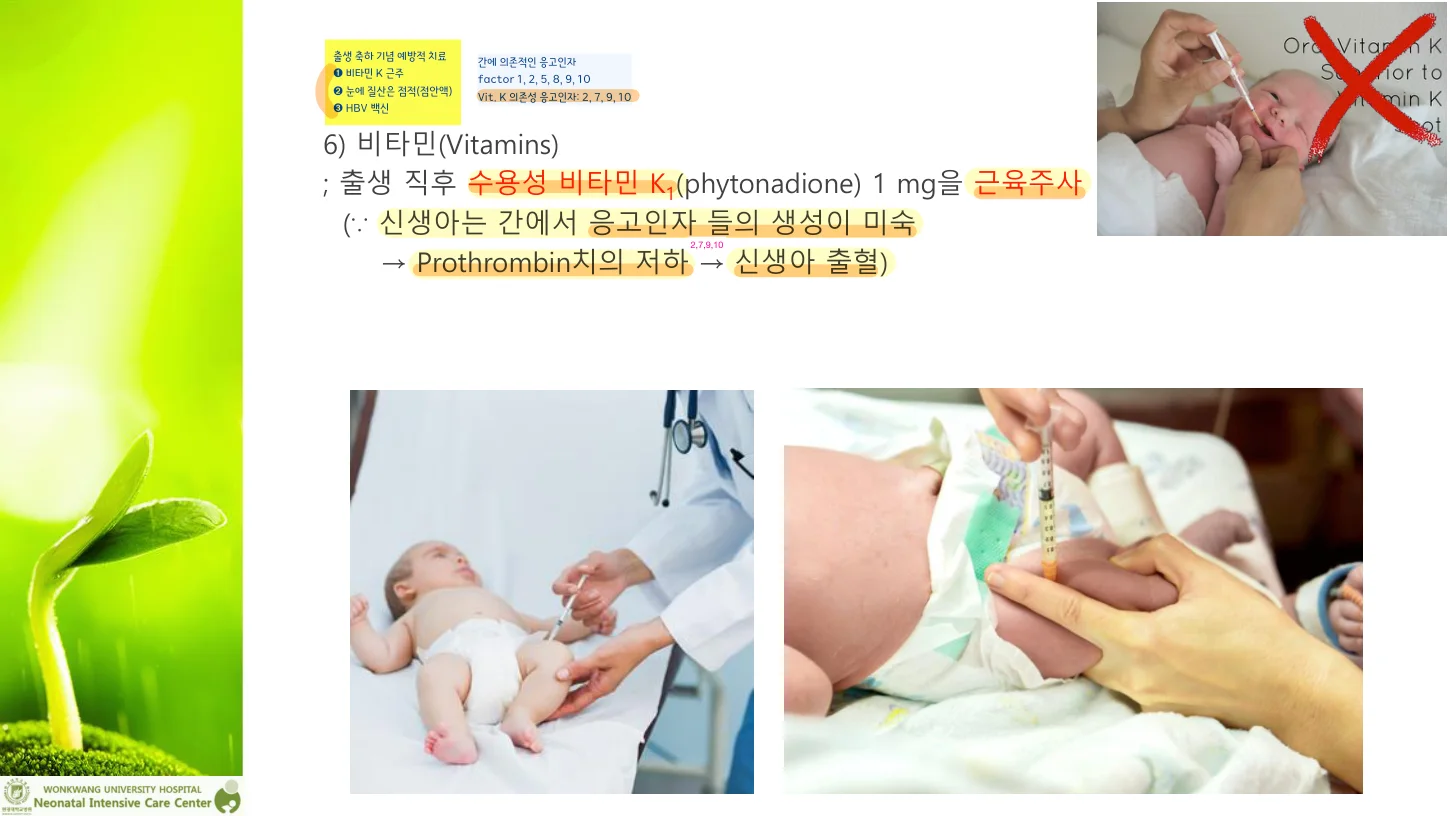 출생 축하 기념 예방적 치료
❶ 비타민 K 근주
❷ 눈에 질산은 점적(점안액)
❸ HBV 백신
간에 의존적인 응고인자
factor 1, 2, 5, 8, 9, 10
Vit. K 의존성 응고인자: 2, 7, 9, 10
Oral Vitamin K
Superior to
Vitamin K
Shot
6) 비타민(Vitamins)
; 출생 직후 수용성 비타민 K1(phytonadione) 1 mg을 근육주사
(∵ 신생아는 간에서 응고인자 들의 생성이 미숙
2,7,9,10
→ Prothrombin치의 저하 → 신생아 출혈)
WONKWANG UNIVERSITY HOSPITAL
Neonatal Intensive Care Center